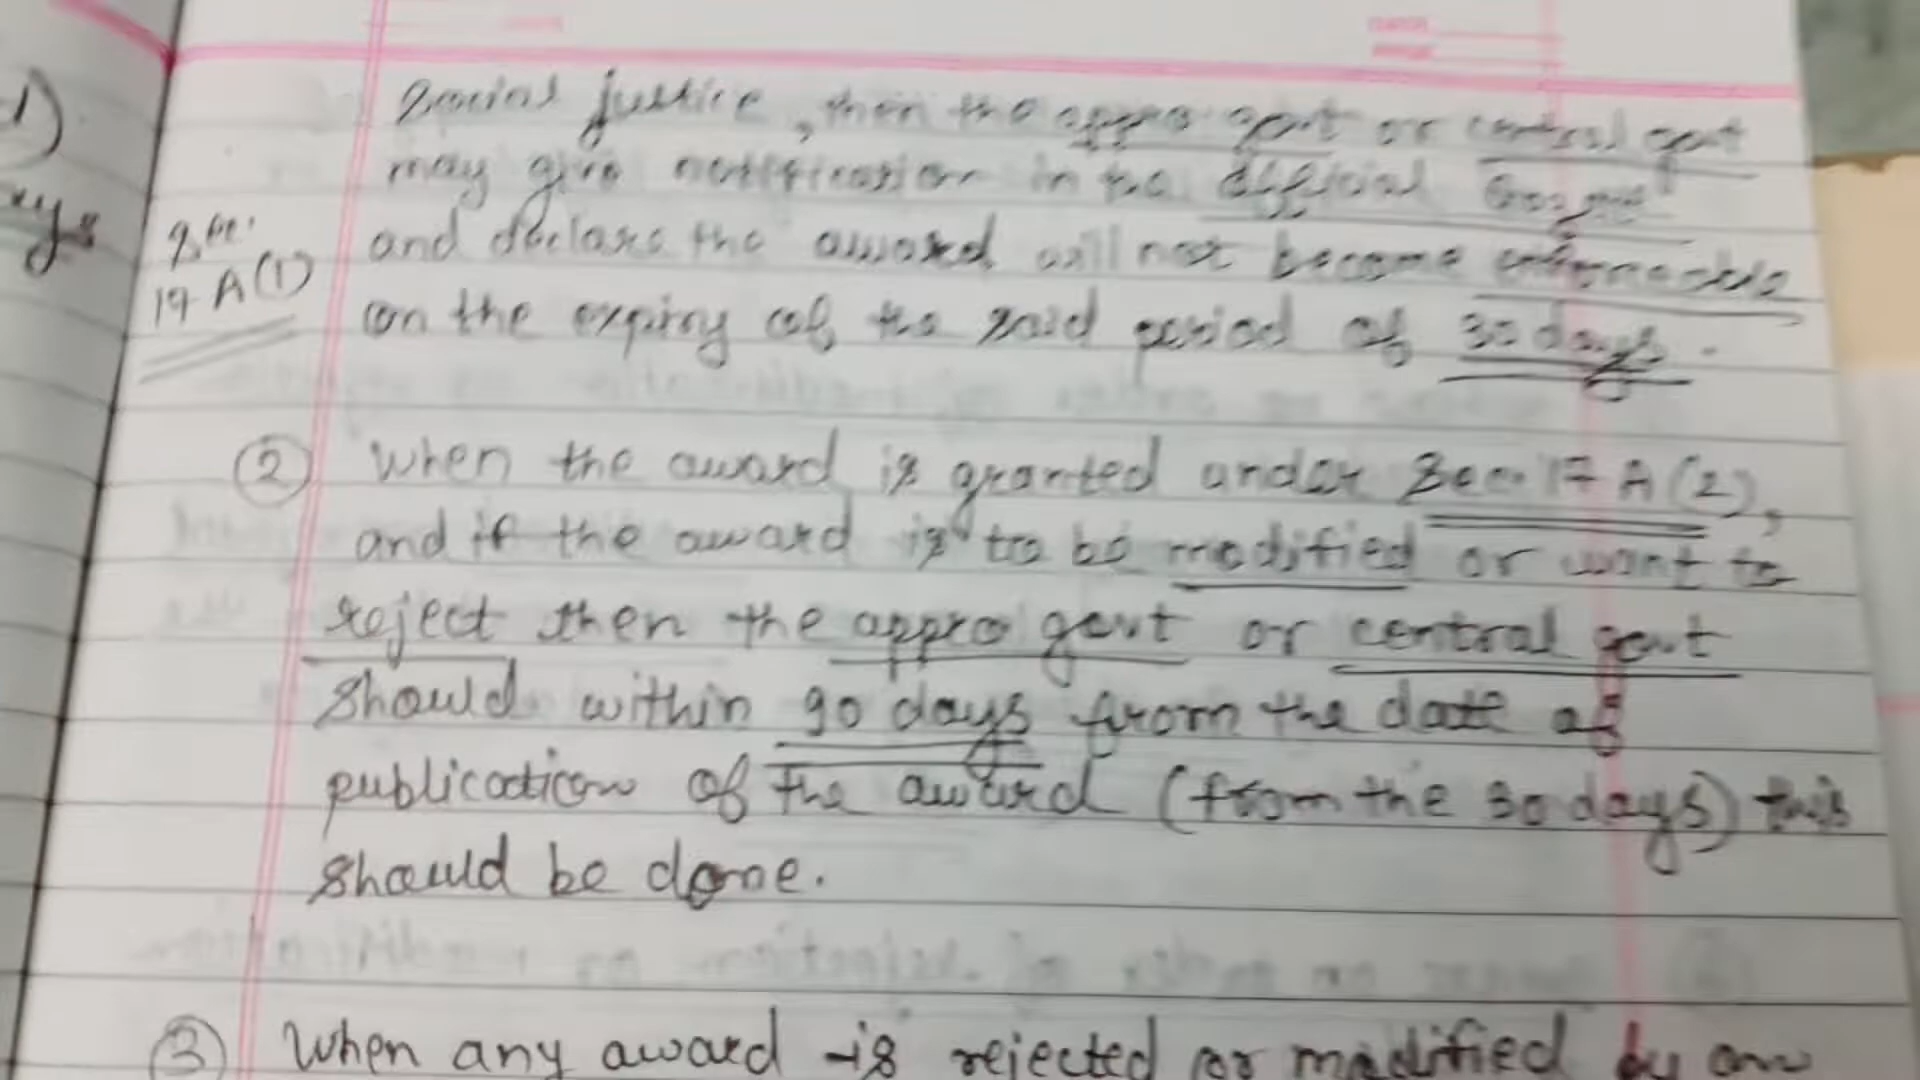 social justice, then the appro govt or central govt
may give notification in the official
and declare the award will not become enforceable
Sec.
17 A(1)
on the expiry of the said period of 30 days.
② When the award is granted under Sec. 17 A (2),
and if the award is to be modified or want to
reject then the appro govt or central govt
should within 90 days from the date of
publication of the award (from the 30 days) this
should be done.
③ When any award is rejected or modified by an